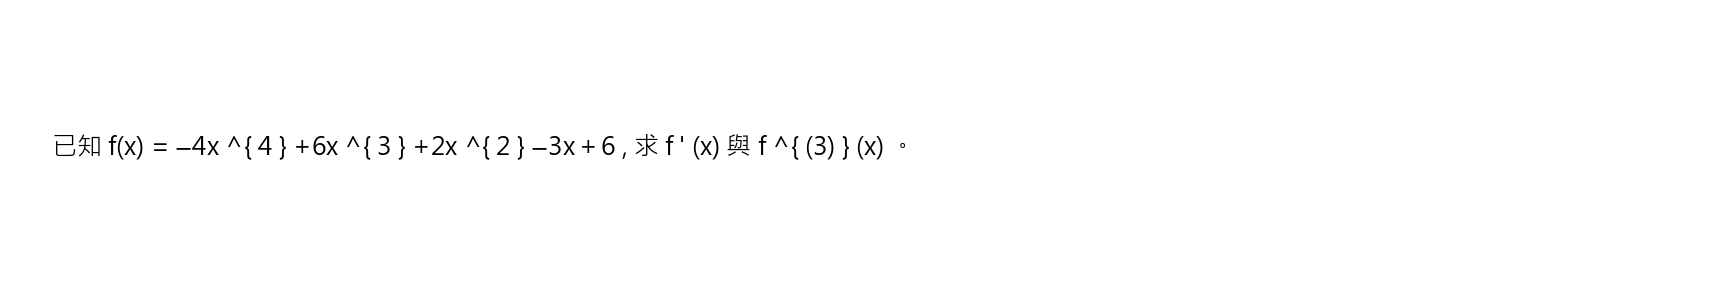 已知 f(x) = −4x ^{ 4 } +6x ^{ 3 } +2x ^{ 2 } −3x + 6 , 求 f ' (x) 與 f ^{ (3) } (x) 。